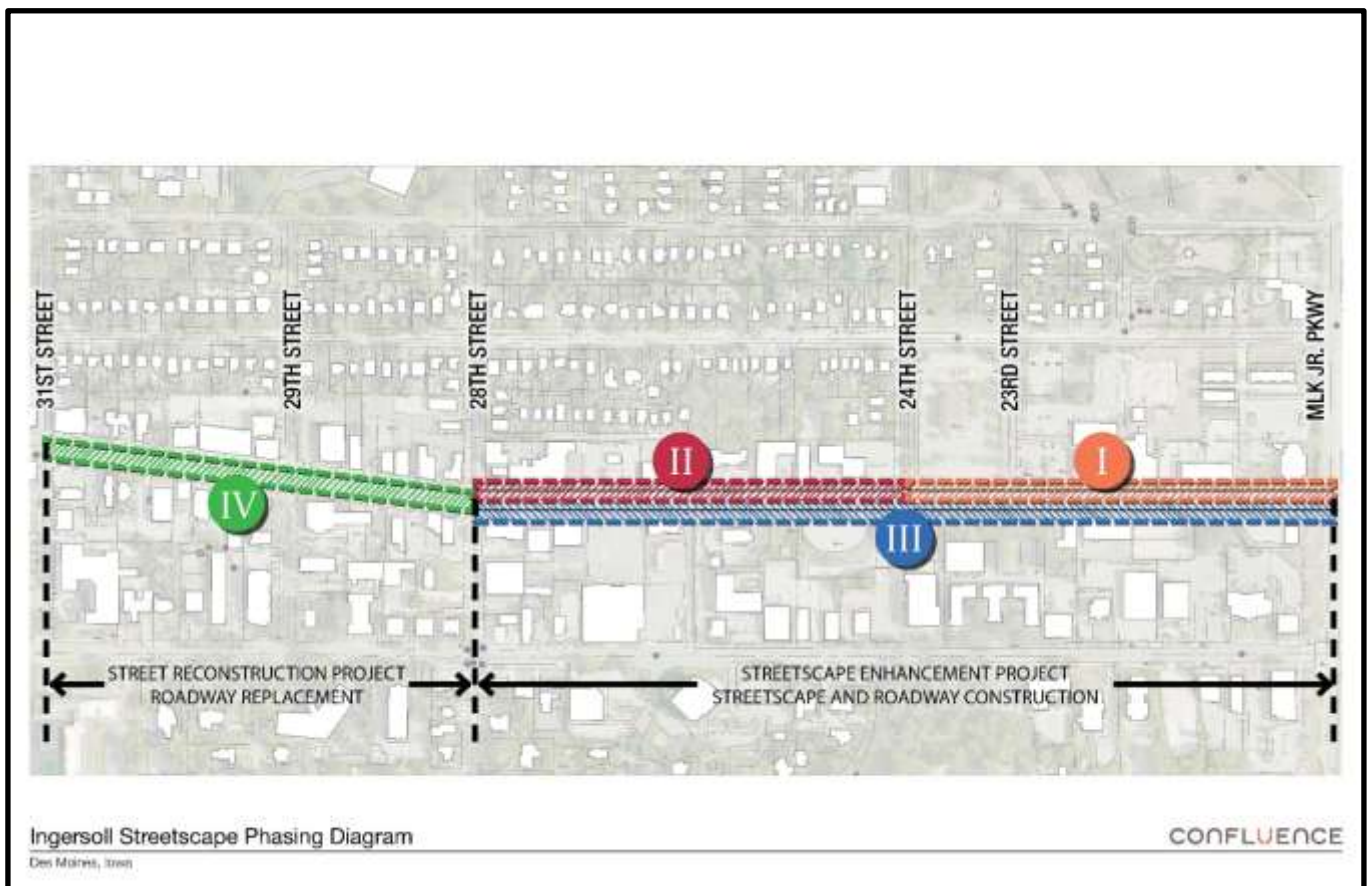 31ST STREET
29TH STREET
28TH STREET
24TH STREET
23RD STREET
MLK JR. PKWY
II
I
IV
III
STREET RECONSTRUCTION PROJECT
ROADWAY REPLACEMENT
STREETSCAPE ENHANCEMENT PROJECT
STREETSCAPE AND ROADWAY CONSTRUCTION
Ingersoll Streetscape Phasing Diagram
CONFLUENCE
Des Moines, Iowa